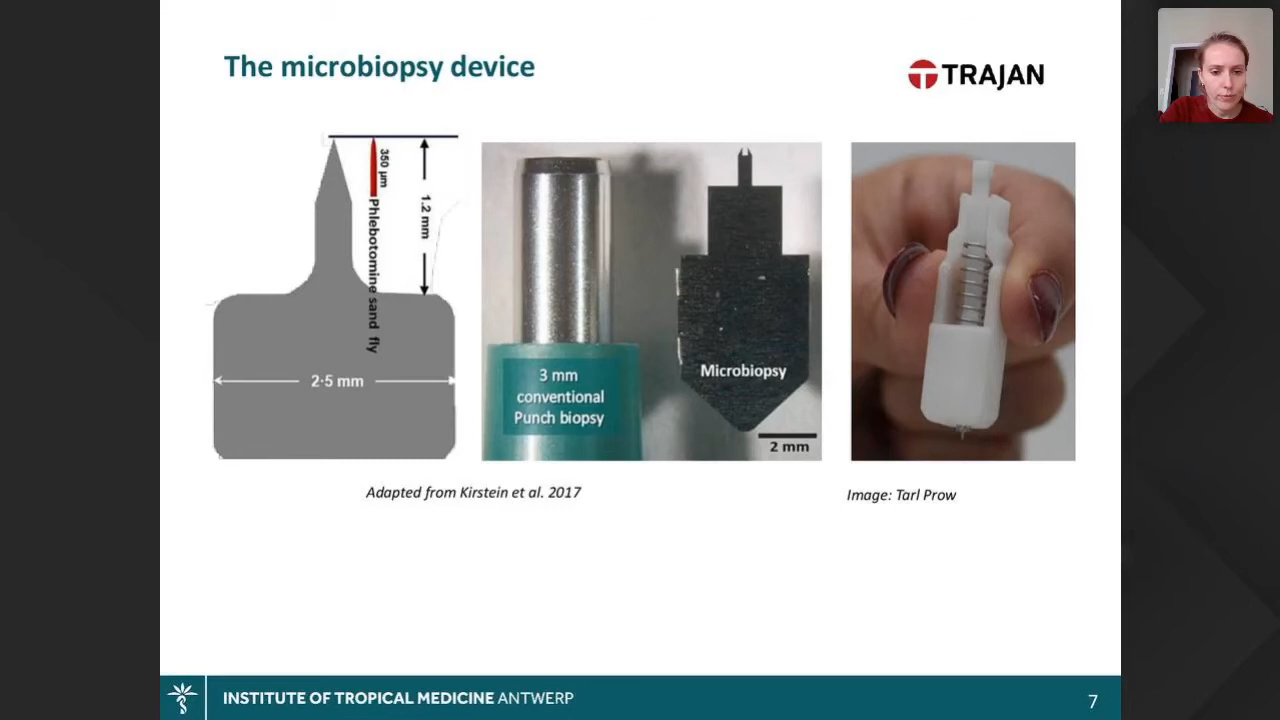 The microbiopsy device
TRAJAN
350 µm
Phlebotomine sand fly
1.2 mm
2·5 mm
3 mm
conventional
Punch biopsy
Microbiopsy
2 mm
Adapted from Kirstein et al. 2017
Image: Tarl Prow
INSTITUTE OF TROPICAL MEDICINE ANTWERP
7